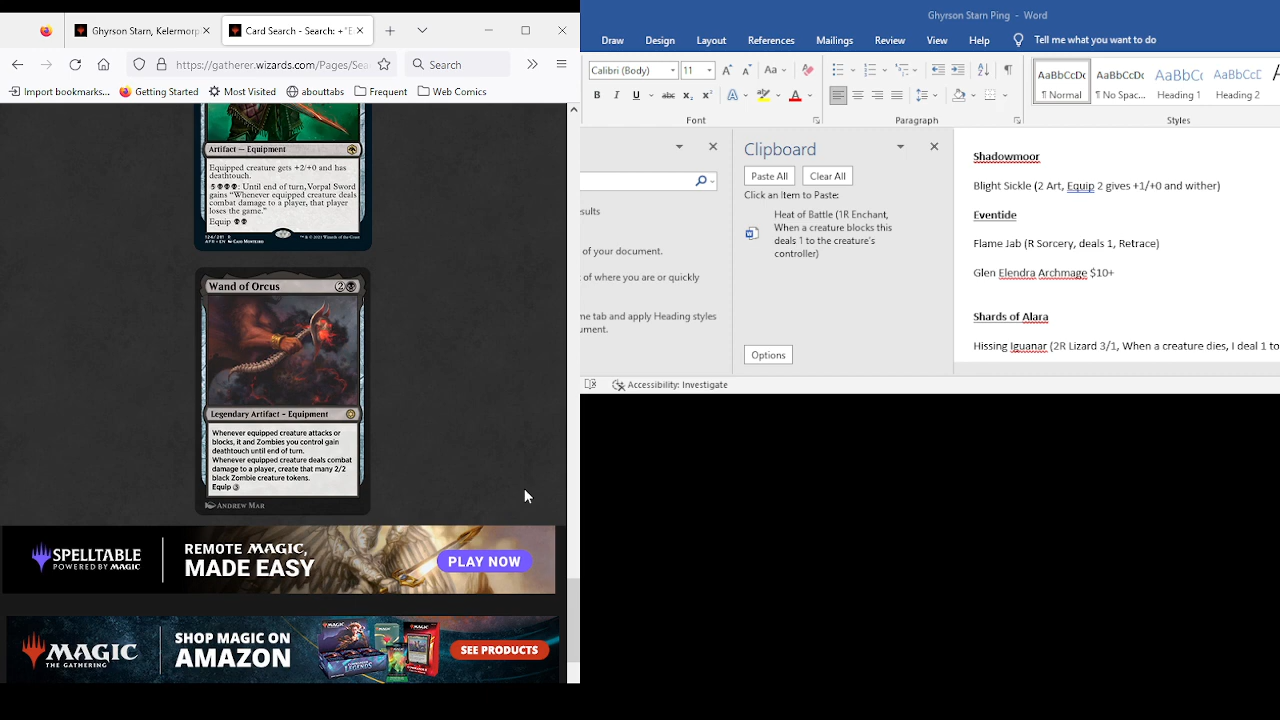 Ghyrson Starn, Kelermorp
Card Search - Search: + "E
https://gatherer.wizards.com/Pages/Sea
Search
Import bookmarks...
Getting Started
Most Visited
abouttabs
Frequent
Web Comics
Artifact — Equipment
Equipped creature gets +2/+0 and has
deathtouch.
5: Until end of turn, Vorpal Sword
gains "Whenever equipped creature deals
combat damage to a player, that player
loses the game."
Equip
Wand of Orcus
2
Legendary Artifact - Equipment
Whenever equipped creature attacks or
blocks, it and Zombies you control gain
deathtouch until end of turn.
Whenever equipped creature deals combat
damage to a player, create that many 2/2
black Zombie creature tokens.
Equip 3
Andrew Mar
SPELLTABLE
POWERED BY MAGIC
REMOTE MAGIC,
MADE EASY
PLAY NOW
MAGIC
THE GATHERING
SHOP MAGIC ON
AMAZON
SEE PRODUCTS
Ghyrson Starn Ping - Word
Draw
Design
Layout
References
Mailings
Review
View
Help
Tell me what you want to do
Calibri (Body)
11
Aa
B I U abc x₂ x²
Font
Paragraph
AaBbCcDc
AaBbCcDc
AaBbCc
AaBbCcD
¶ Normal
¶ No Spac...
Heading 1
Heading 2
Styles
sults
of your document.
of where you are or quickly
me tab and apply Heading styles
ument.
Clipboard
Paste All
Clear All
Click an Item to Paste:
Heat of Battle (1R Enchant,
When a creature blocks this
deals 1 to the creature's
controller)
Options
Shadowmoor
Blight Sickle (2 Art, Equip 2 gives +1/+0 and wither)
Eventide
Flame Jab (R Sorcery, deals 1, Retrace)
Glen Elendra Archmage $10+
Shards of Alara
Hissing Iguanar (2R Lizard 3/1, When a creature dies, I deal 1 to
Accessibility: Investigate